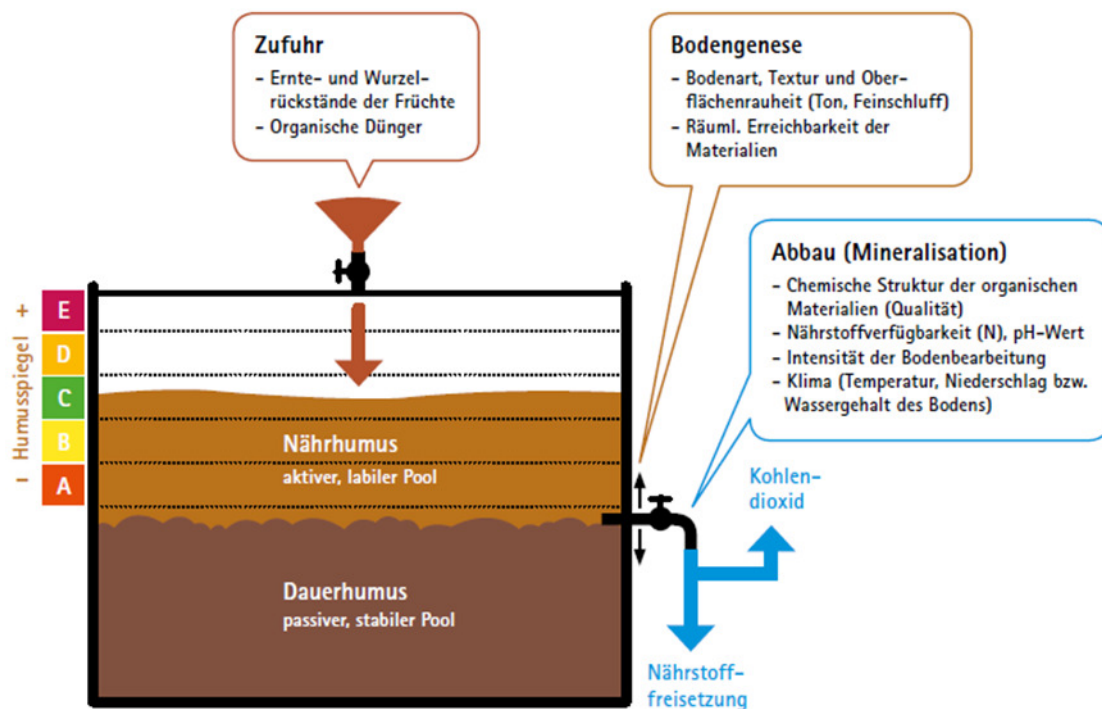 Zufuhr
- Ernte- und Wurzel-
rückstände der Früchte
- Organische Dünger
Bodengenese
- Bodenart, Textur und Ober-
flächenrauheit (Ton, Feinschluff)
- Räuml. Erreichbarkeit der
Materialien
Abbau (Mineralisation)
- Chemische Struktur der organischen
Materialien (Qualität)
- Nährstoffverfügbarkeit (N), pH-Wert
- Intensität der Bodenbearbeitung
- Klima (Temperatur, Niederschlag bzw.
Wassergehalt des Bodens)
- Humusspiegel +
E
D
C
B
A
Nährhumus
aktiver, labiler Pool
Dauerhumus
passiver, stabiler Pool
Kohlen-
dioxid
Nährstoff-
freisetzung